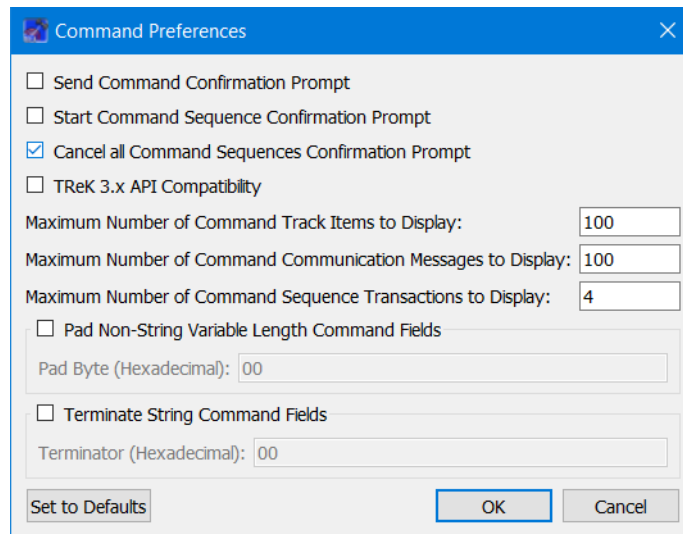 Command Preferences
Send Command Confirmation Prompt
Start Command Sequence Confirmation Prompt
Cancel all Command Sequences Confirmation Prompt
TReK 3.x API Compatibility
Maximum Number of Command Track Items to Display: 100
Maximum Number of Command Communication Messages to Display: 100
Maximum Number of Command Sequence Transactions to Display: 4
Pad Non-String Variable Length Command Fields
Pad Byte (Hexadecimal): 00
Terminate String Command Fields
Terminator (Hexadecimal): 00
Set to Defaults OK Cancel